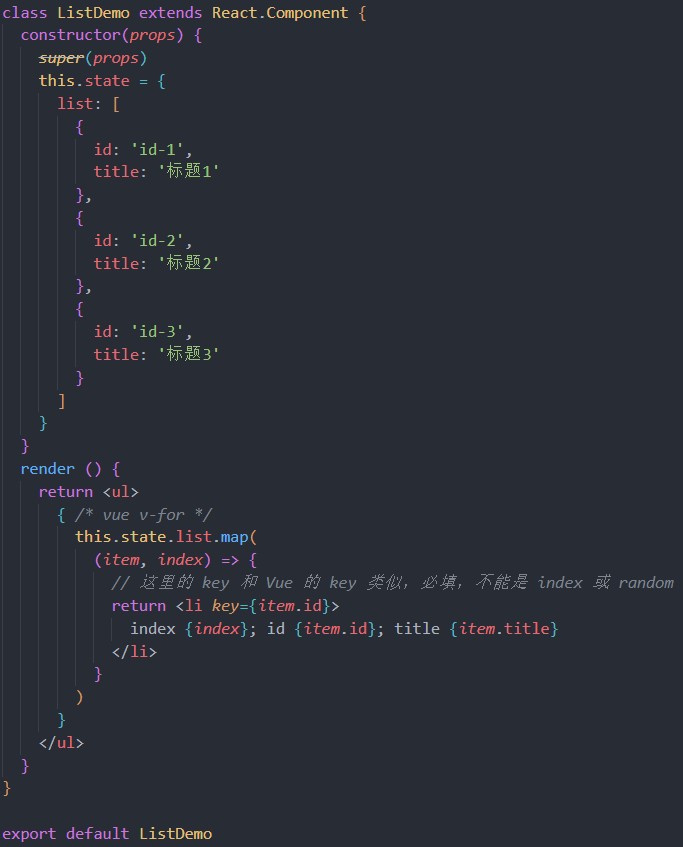 class ListDemo extends React.Component {
  constructor(props) {
    super(props)
    this.state = {
      list: [
        {
          id: 'id-1',
          title: '标题1'
        },
        {
          id: 'id-2',
          title: '标题2'
        },
        {
          id: 'id-3',
          title: '标题3'
        }
      ]
    }
  }
  render () {
    return <ul>
      { /* vue v-for */
        this.state.list.map(
          (item, index) => {
            // 这里的 key 和 Vue 的 key 类似，必填，不能是 index 或 random
            return <li key={item.id}>
              index {index}; id {item.id}; title {item.title}
            </li>
          }
        )
      }
    </ul>
  }
}

export default ListDemo